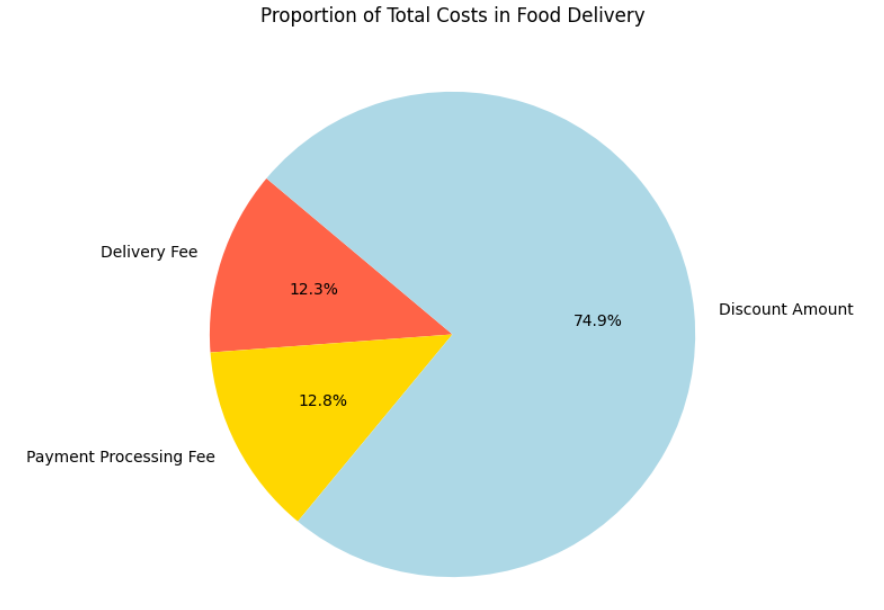 Proportion of Total Costs in Food Delivery
Delivery Fee
12.3%
74.9%
Discount Amount
12.8%
Payment Processing Fee